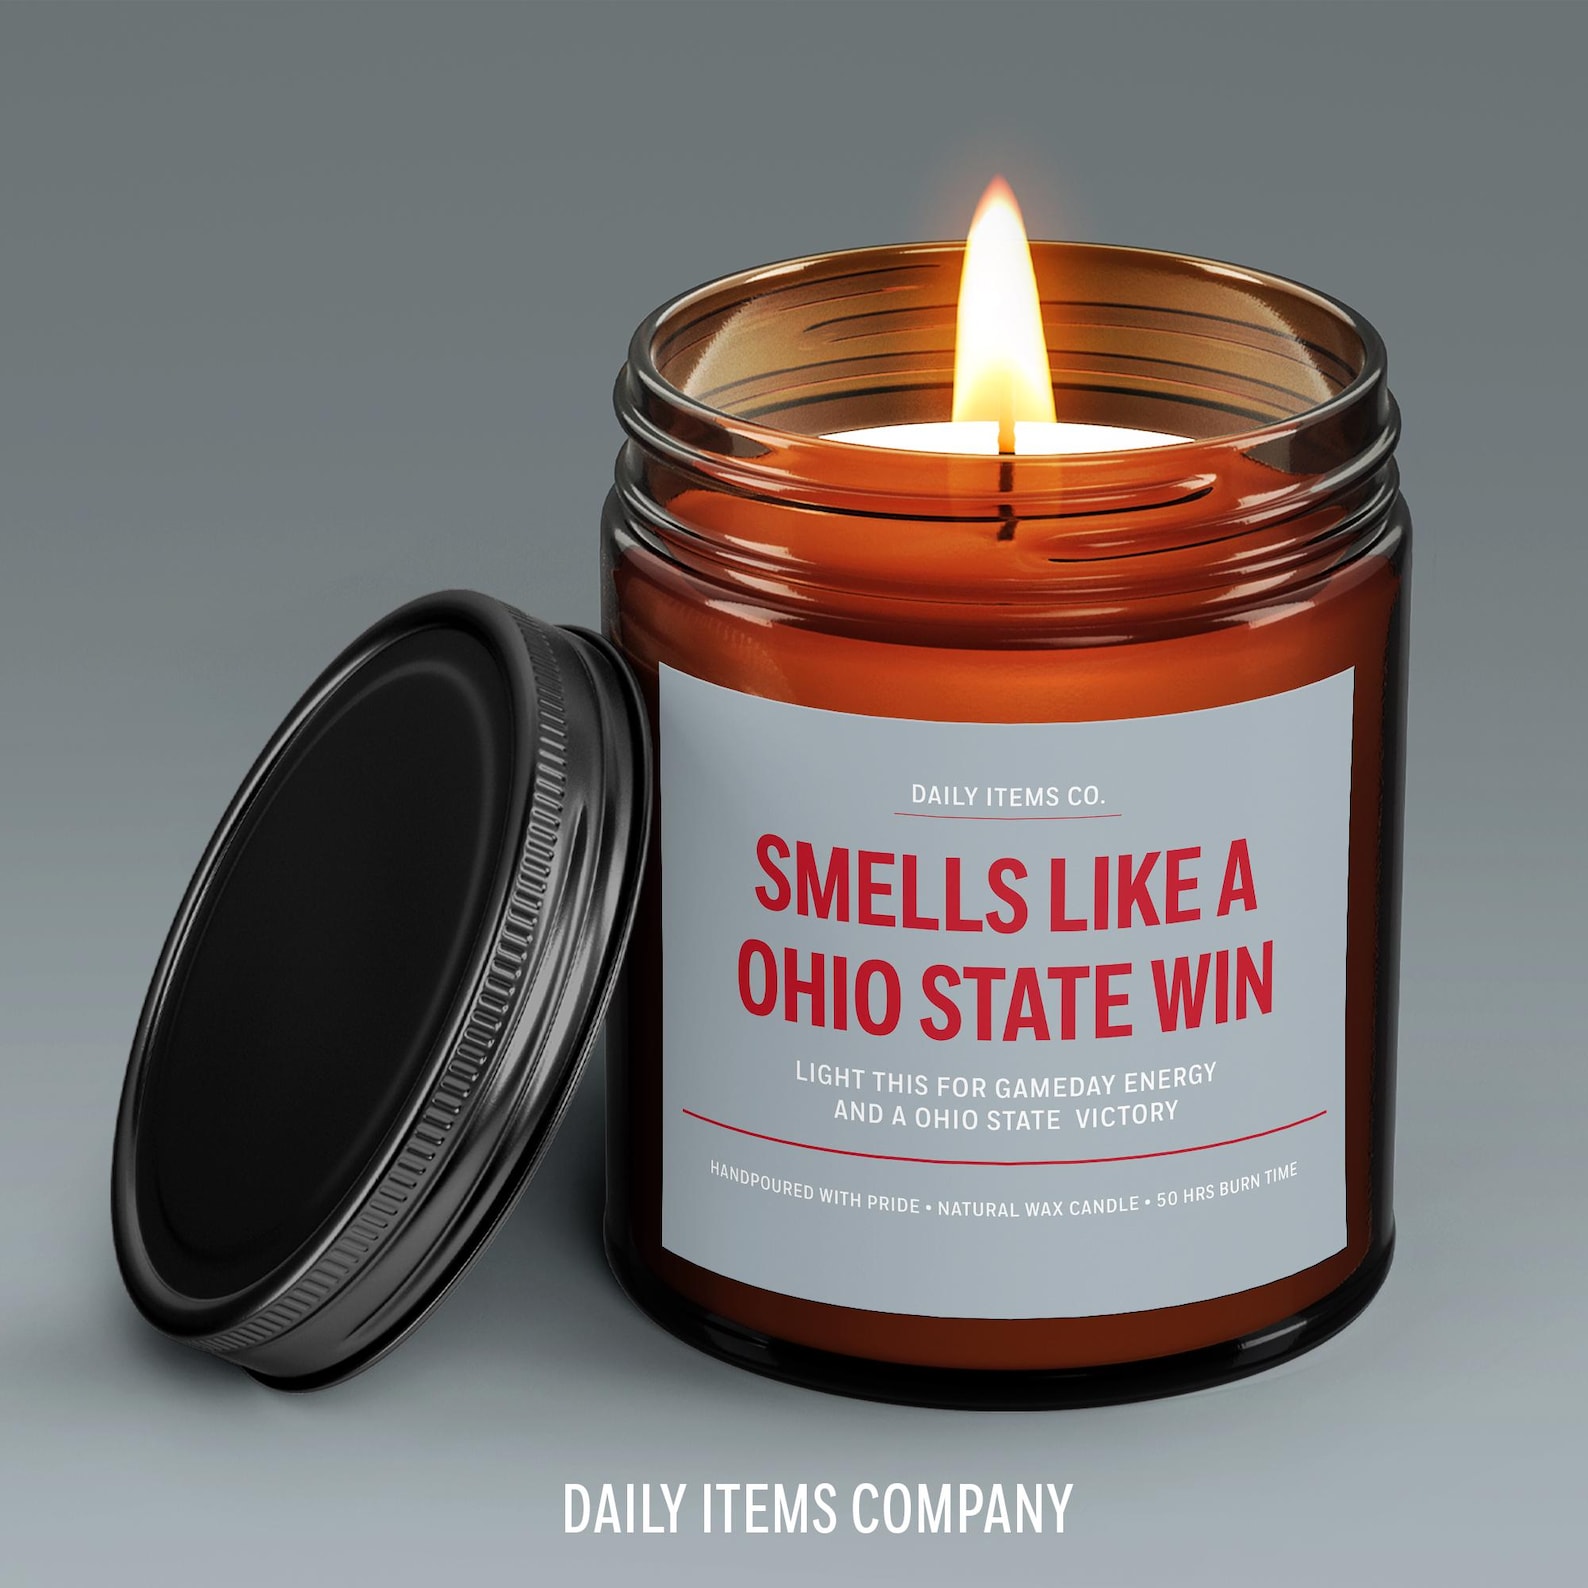 DAILY ITEMS CO.
SMELLS LIKE A
OHIO STATE WIN
LIGHT THIS FOR GAMEDAY ENERGY
AND A OHIO STATE VICTORY
HANDPOURED WITH PRIDE • NATURAL WAX CANDLE • 50 HRS BURN TIME
DAILY ITEMS COMPANY